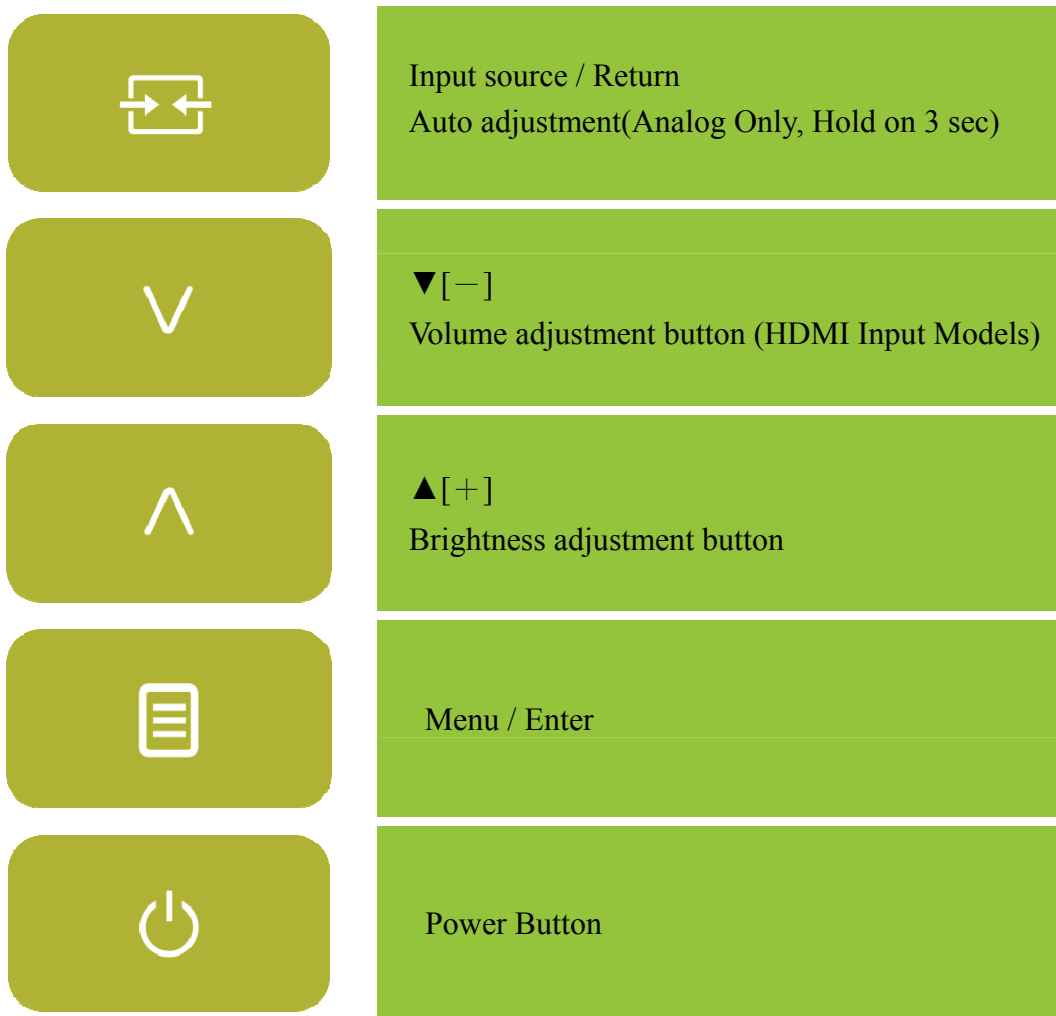 Input source / Return
Auto adjustment(Analog Only, Hold on 3 sec)
▼[－]
Volume adjustment button (HDMI Input Models)
▲[＋]
Brightness adjustment button
Menu / Enter
Power Button